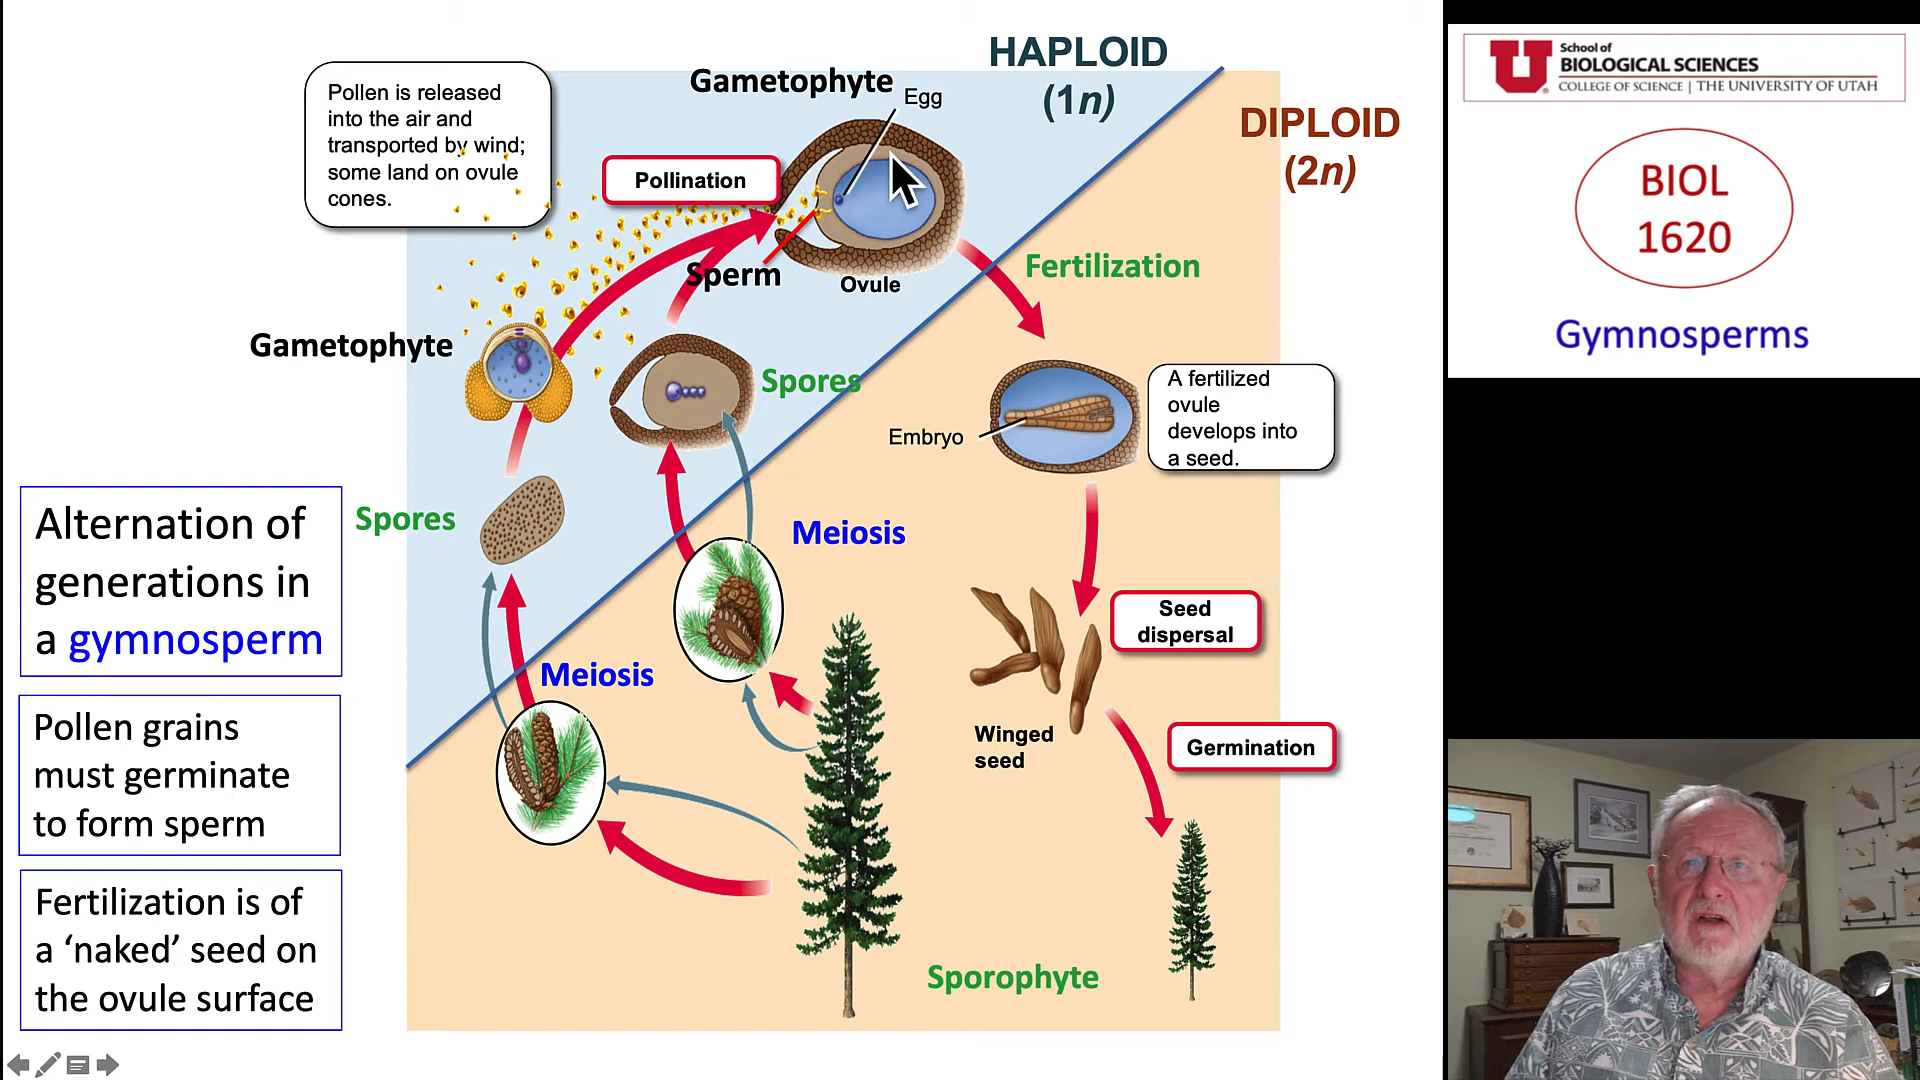 HAPLOID
(1n)
Gametophyte
Egg
DIPLOID
(2n)
Pollen is released
into the air and
transported by wind;
some land on ovule
cones.
Pollination
Sperm
Ovule
Fertilization
Gametophyte
Spores
A fertilized
ovule
develops into
a seed.
Embryo
Spores
Meiosis
Seed
dispersal
Meiosis
Winged
seed
Germination
Sporophyte
Alternation of
generations in
a gymnosperm
Pollen grains
must germinate
to form sperm
Fertilization is of
a ‘naked’ seed on
the ovule surface
U
School of
BIOLOGICAL SCIENCES
COLLEGE OF SCIENCE | THE UNIVERSITY OF UTAH
BIOL
1620
Gymnosperms